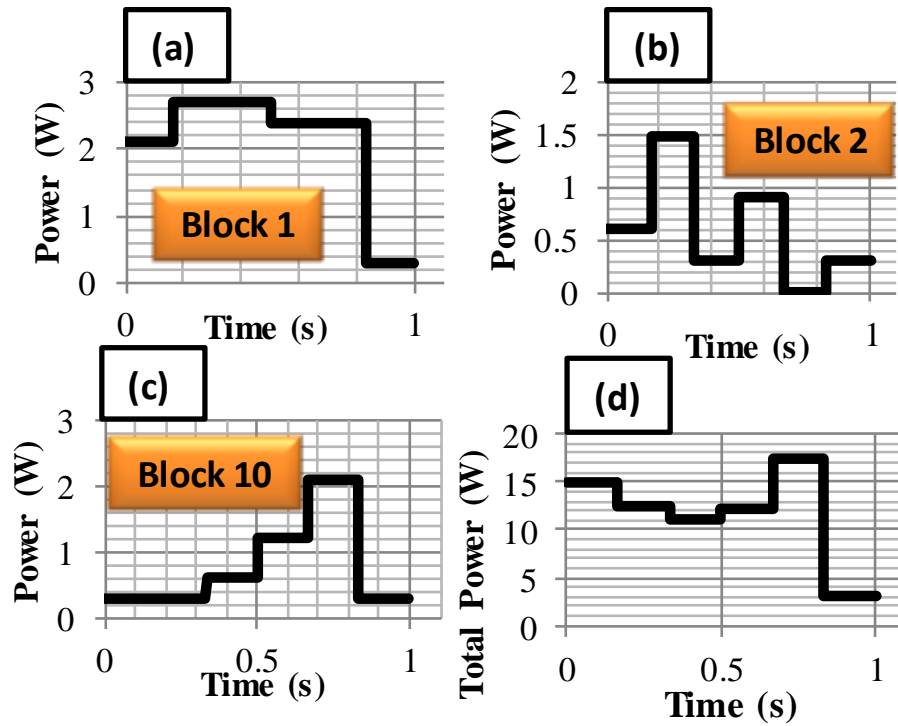 (a)
3
2
1
0
Power (W)
Block 1
0
1
Time (s)
(b)
2
1.5
1
0.5
0
Power (W)
Block 2
0
1
Time (s)
(c)
3
2
1
0
Power (W)
Block 10
0
0.5
1
Time (s)
(d)
20
15
10
5
0
Total Power (W)
0
0.5
1
Time (s)